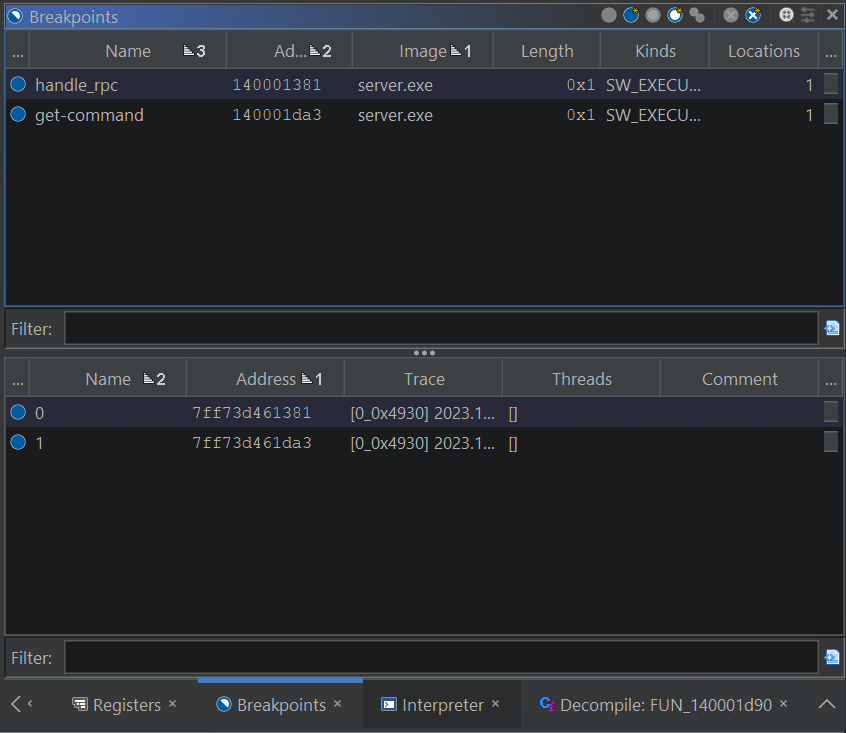 Breakpoints
... Name 3 Ad... 2 Image 1 Length Kinds Locations ...
handle_rpc 140001381 server.exe 0x1 SW_EXECU... 1
get-command 140001da3 server.exe 0x1 SW_EXECU... 1
Filter:
... Name 2 Address 1 Trace Threads Comment ...
0 7ff73d461381 [0_0x4930] 2023.1... []
1 7ff73d461da3 [0_0x4930] 2023.1... []
Filter:
Registers × Breakpoints × Interpreter × Decompile: FUN_140001d90 ×